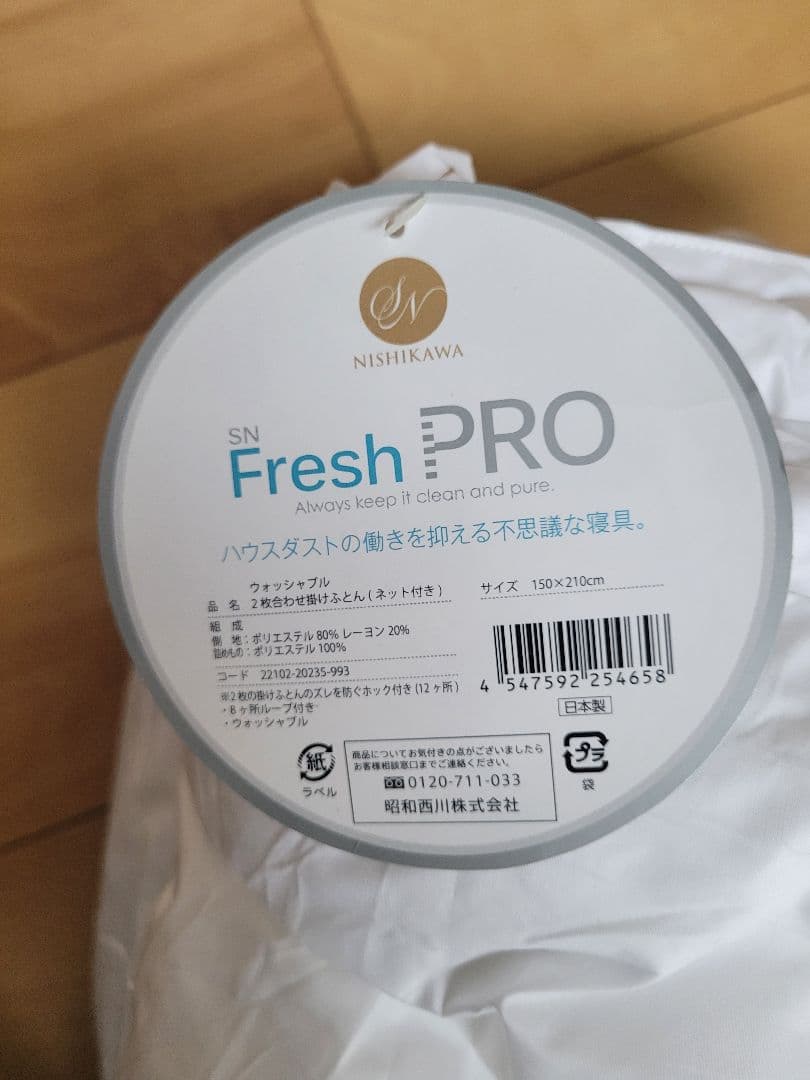 SN
NISHIKAWA
SN
Fresh PRO
Always keep it clean and pure.
ハウスダストの働きを抑える不思議な寝具。
ウォッシャブル
品 名 2枚合わせ掛けふとん(ネット付き)
サイズ 150×210cm
組 成
側 地：ポリエステル 80% レーヨン 20%
詰めもの：ポリエステル 100%
コード 22102-20235-993
※2枚の掛けふとんのズレを防ぐホック付き(12ヶ所)
・8ヶ所ループ付き
・ウォッシャブル
4 547592 254658
日本製
紙
ラベル
商品についてお気付きの点がございましたら
お客様相談窓口までご連絡ください。
0120-711-033
昭和西川株式会社
プラ
袋